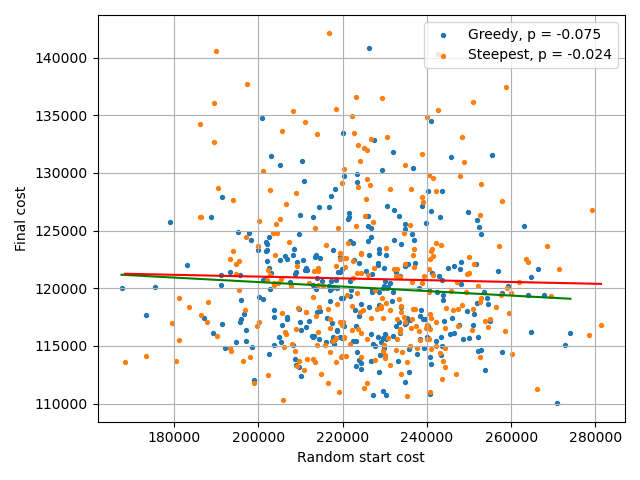 Greedy, p = -0.075
Steepest, p = -0.024
140000
135000
130000
125000
120000
115000
110000
Final cost
180000 200000 220000 240000 260000 280000
Random start cost